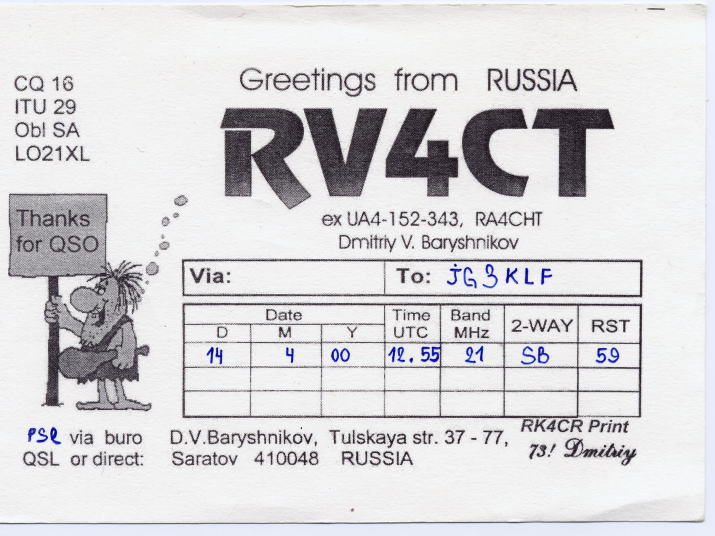 CQ 16
ITU 29
Obl SA
LO21XL
Greetings from RUSSIA
RV4CT
ex UA4-152-343, RA4CHT
Dmitriy V. Baryshnikov
Thanks
for QSO
Via: To: JG3KLF
Date Time Band 2-WAY RST
D M Y UTC MHz
14 4 00 12.55 21 SB 59
PSE via buro D.V.Baryshnikov, Tulskaya str. 37 - 77,
QSL or direct: Saratov 410048 RUSSIA
RK4CR Print
73! Dmitriy